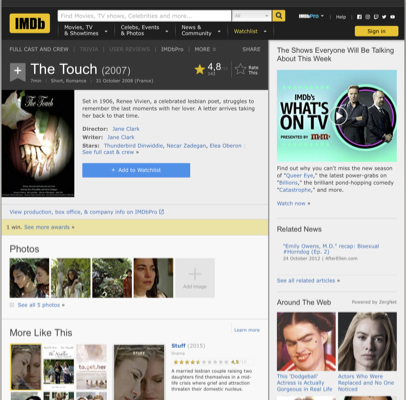 IMDb
Find Movies, TV shows, Celebrities and more...
All
IMDbPro
Help
Movies, TV
& Showtimes
Celebs, Events
& Photos
News &
Community
Watchlist
Sign in
FULL CAST AND CREW | TRIVIA | USER REVIEWS | IMDbPro | MORE
SHARE
The Touch (2007)
4,8
Rate
This
7min | Short, Romance | 31 October 2008 (France)
The Touch
Set in 1906, Renee Vivien, a celebrated lesbian poet, struggles to
remember the last moments with her lover. A letter arrives taking
her back to that time.
Director: Jane Clark
Writer: Jane Clark
Stars: Thunderbird Dinwiddie, Necar Zadegan, Elea Oberon |
See full cast & crew »
+ Add to Watchlist
View production, box office, & company info on IMDbPro
1 win. See more awards »
Photos
Add Image
See all 5 photos »
More Like This
Learn more
STUFF
Stuff (2015)
Drama
A married lesbian couple raising two
daughters find themselves in a mid-
life crisis where grief and attraction
threaten their domestic nucleus.
The Shows Everyone Will Be Talking
About This Week
IMDb's
WHAT'S
ON TV
PRESENTED BY
Find out why you can't miss the new season
of "Queer Eye," the latest power-grabs on
"Billions," the brilliant pond-hopping comedy
"Catastrophe," and more.
Watch now »
Related News
"Emily Owens, M.D." recap: Bisexual
#Horndog (Ep. 2)
24 October 2012 | AfterEllen.com
See all related articles »
Around The Web
Powered by ZergNet
This 'Dodgeball'
Actress is Actually
Gorgeous in Real Life
Actors Who Were
Replaced and No One
Noticed